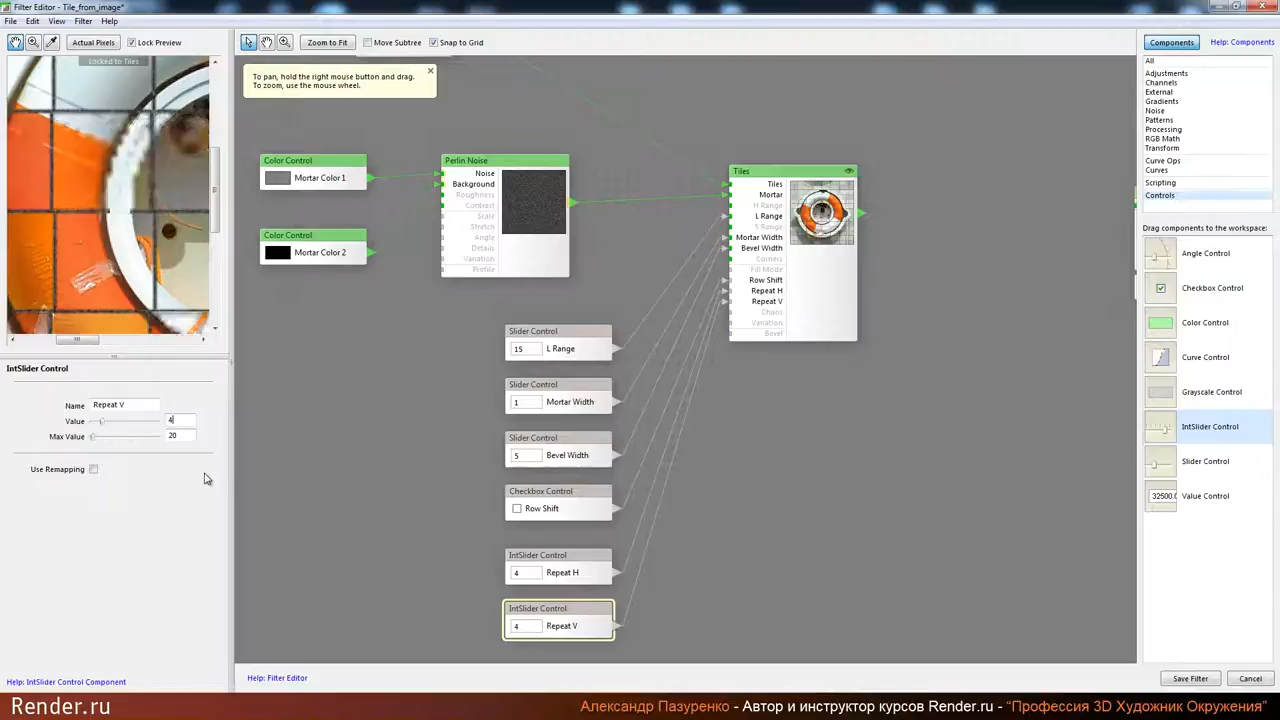 Filter Editor - Tile_from_image*
File Edit View Filter Help
Actual Pixels Lock Preview
Zoom to Fit Move Subtree Snap to Grid
Components Help: Components
Locked to Tiles
To pan, hold the right mouse button and drag.
To zoom, use the mouse wheel.
All
Adjustments
Channels
External
Gradients
Noise
Patterns
Processing
RGB Math
Transform
Curve Ops
Curves
Scripting
Controls
Drag components to the workspace:
Angle Control
Checkbox Control
Color Control
Curve Control
Grayscale Control
IntSlider Control
Slider Control
32500.0 Value Control
Color Control
Mortar Color 1
Color Control
Mortar Color 2
Perlin Noise
Noise
Background
Roughness
Contrast
Scale
Stretch
Angle
Details
Variation
Profile
Tiles
Tiles
Mortar
H Range
L Range
S Range
Mortar Width
Bevel Width
Corners
Fill Mode
Row Shift
Repeat H
Repeat V
Chaos
Variation
Bevel
Slider Control
15 L Range
Slider Control
1 Mortar Width
Slider Control
5 Bevel Width
Checkbox Control
Row Shift
IntSlider Control
4 Repeat H
IntSlider Control
4 Repeat V
IntSlider Control
Name Repeat V
Value 4
Max Value 20
Use Remapping
Help: IntSlider Control Component
Help: Filter Editor
Save Filter Cancel
Render.ru
Александр Пазуренко - Автор и инструктор курсов Render.ru - “Профессия 3D Художник Окружения”